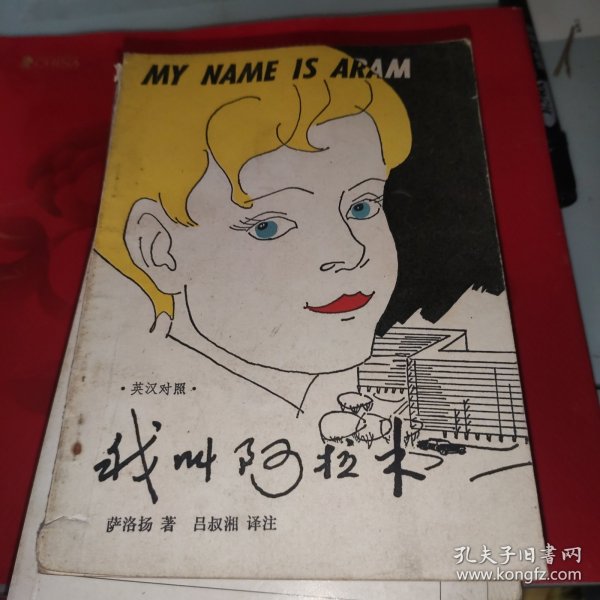 CHINA
MY NAME IS ARAM
·英汉对照·
我叫阿拉木
萨洛扬 著 吕叔湘 译注
孔夫子旧书网
www.kongfz.com